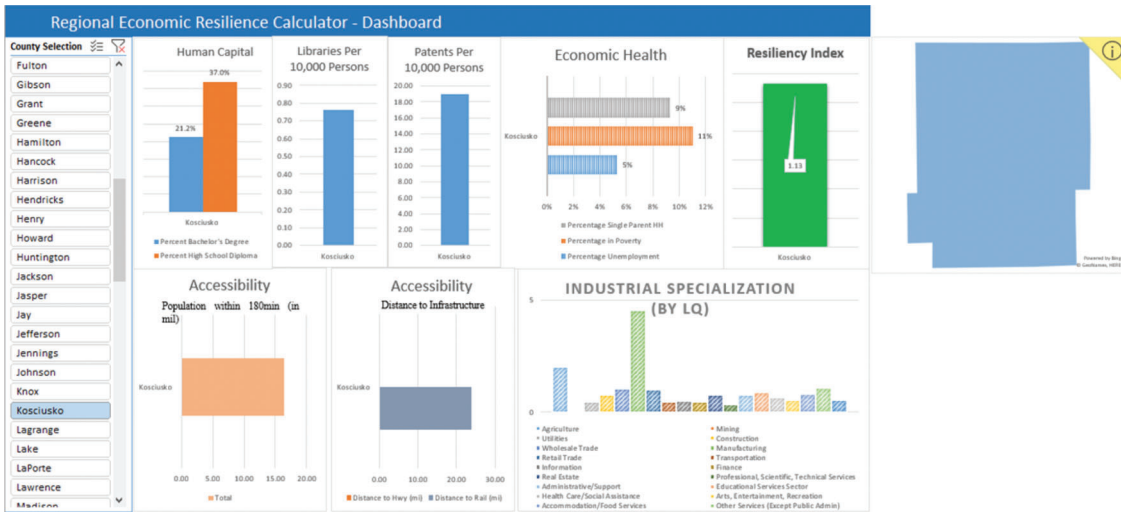 Regional Economic Resilience Calculator - Dashboard
County Selection
Fulton
Gibson
Grant
Greene
Hamilton
Hancock
Harrison
Hendricks
Henry
Howard
Huntington
Jackson
Jasper
Jay
Jefferson
Jennings
Johnson
Knox
Kosciusko
Lagrange
Lake
LaPorte
Lawrence
Madison
Human Capital
37.0%
21.2%
Kosciusko
Percent Bachelor's Degree
Percent High School Diploma
Libraries Per
10,000 Persons
0.90
0.80
0.70
0.60
0.50
0.40
0.30
0.20
0.10
0.00
Kosciusko
Patents Per
10,000 Persons
20.00
18.00
16.00
14.00
12.00
10.00
8.00
6.00
4.00
2.00
0.00
Kosciusko
Economic Health
9%
Kosciusko
11%
5%
0% 2% 4% 6% 8% 10% 12%
Percentage Single Parent HH
Percentage in Poverty
Percentage Unemployment
Resiliency Index
1.13
Kosciusko
Powered by Bing
© GeoNames, HERE
Accessibility
Population within 180min (in
mil)
Kosciusko
0.00 5.00 10.00 15.00 20.00
Total
Accessibility
Distance to Infrastructure
Kosciusko
0.00 10.00 20.00 30.00
Distance to Hwy (mi) Distance to Rail (mi)
INDUSTRIAL SPECIALIZATION
(BY LQ)
5
0
Agriculture Mining
Utilities Construction
Wholesale Trade Manufacturing
Retail Trade Transportation
Information Finance
Real Estate Professional, Scientific, Technical Services
Administrative/Support Educational Services Sector
Health Care/Social Assistance Arts, Entertainment, Recreation
Accommodation/Food Services Other Services (Except Public Admin)